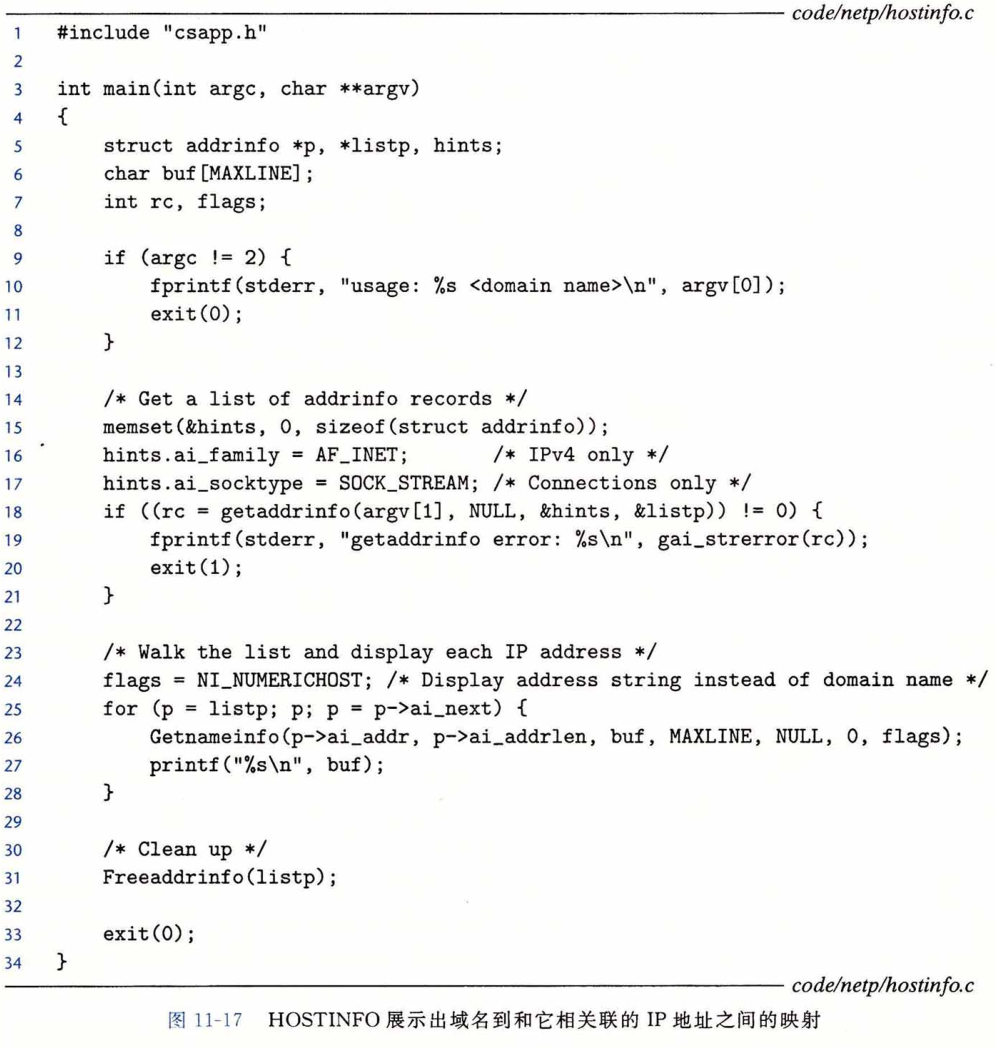 code/netp/hostinfo.c
1 #include "csapp.h"
2
3 int main(int argc, char **argv)
4 {
5     struct addrinfo *p, *listp, hints;
6     char buf[MAXLINE];
7     int rc, flags;
8
9     if (argc != 2) {
10         fprintf(stderr, "usage: %s <domain name>\n", argv[0]);
11         exit(0);
12     }
13
14     /* Get a list of addrinfo records */
15     memset(&hints, 0, sizeof(struct addrinfo));
16     hints.ai_family = AF_INET;       /* IPv4 only */
17     hints.ai_socktype = SOCK_STREAM; /* Connections only */
18     if ((rc = getaddrinfo(argv[1], NULL, &hints, &listp)) != 0) {
19         fprintf(stderr, "getaddrinfo error: %s\n", gai_strerror(rc));
20         exit(1);
21     }
22
23     /* Walk the list and display each IP address */
24     flags = NI_NUMERICHOST; /* Display address string instead of domain name */
25     for (p = listp; p; p = p->ai_next) {
26         Getnameinfo(p->ai_addr, p->ai_addrlen, buf, MAXLINE, NULL, 0, flags);
27         printf("%s\n", buf);
28     }
29
30     /* Clean up */
31     Freeaddrinfo(listp);
32
33     exit(0);
34 }
code/netp/hostinfo.c
图 11-17 HOSTINFO 展示出域名到和它相关联的 IP 地址之间的映射